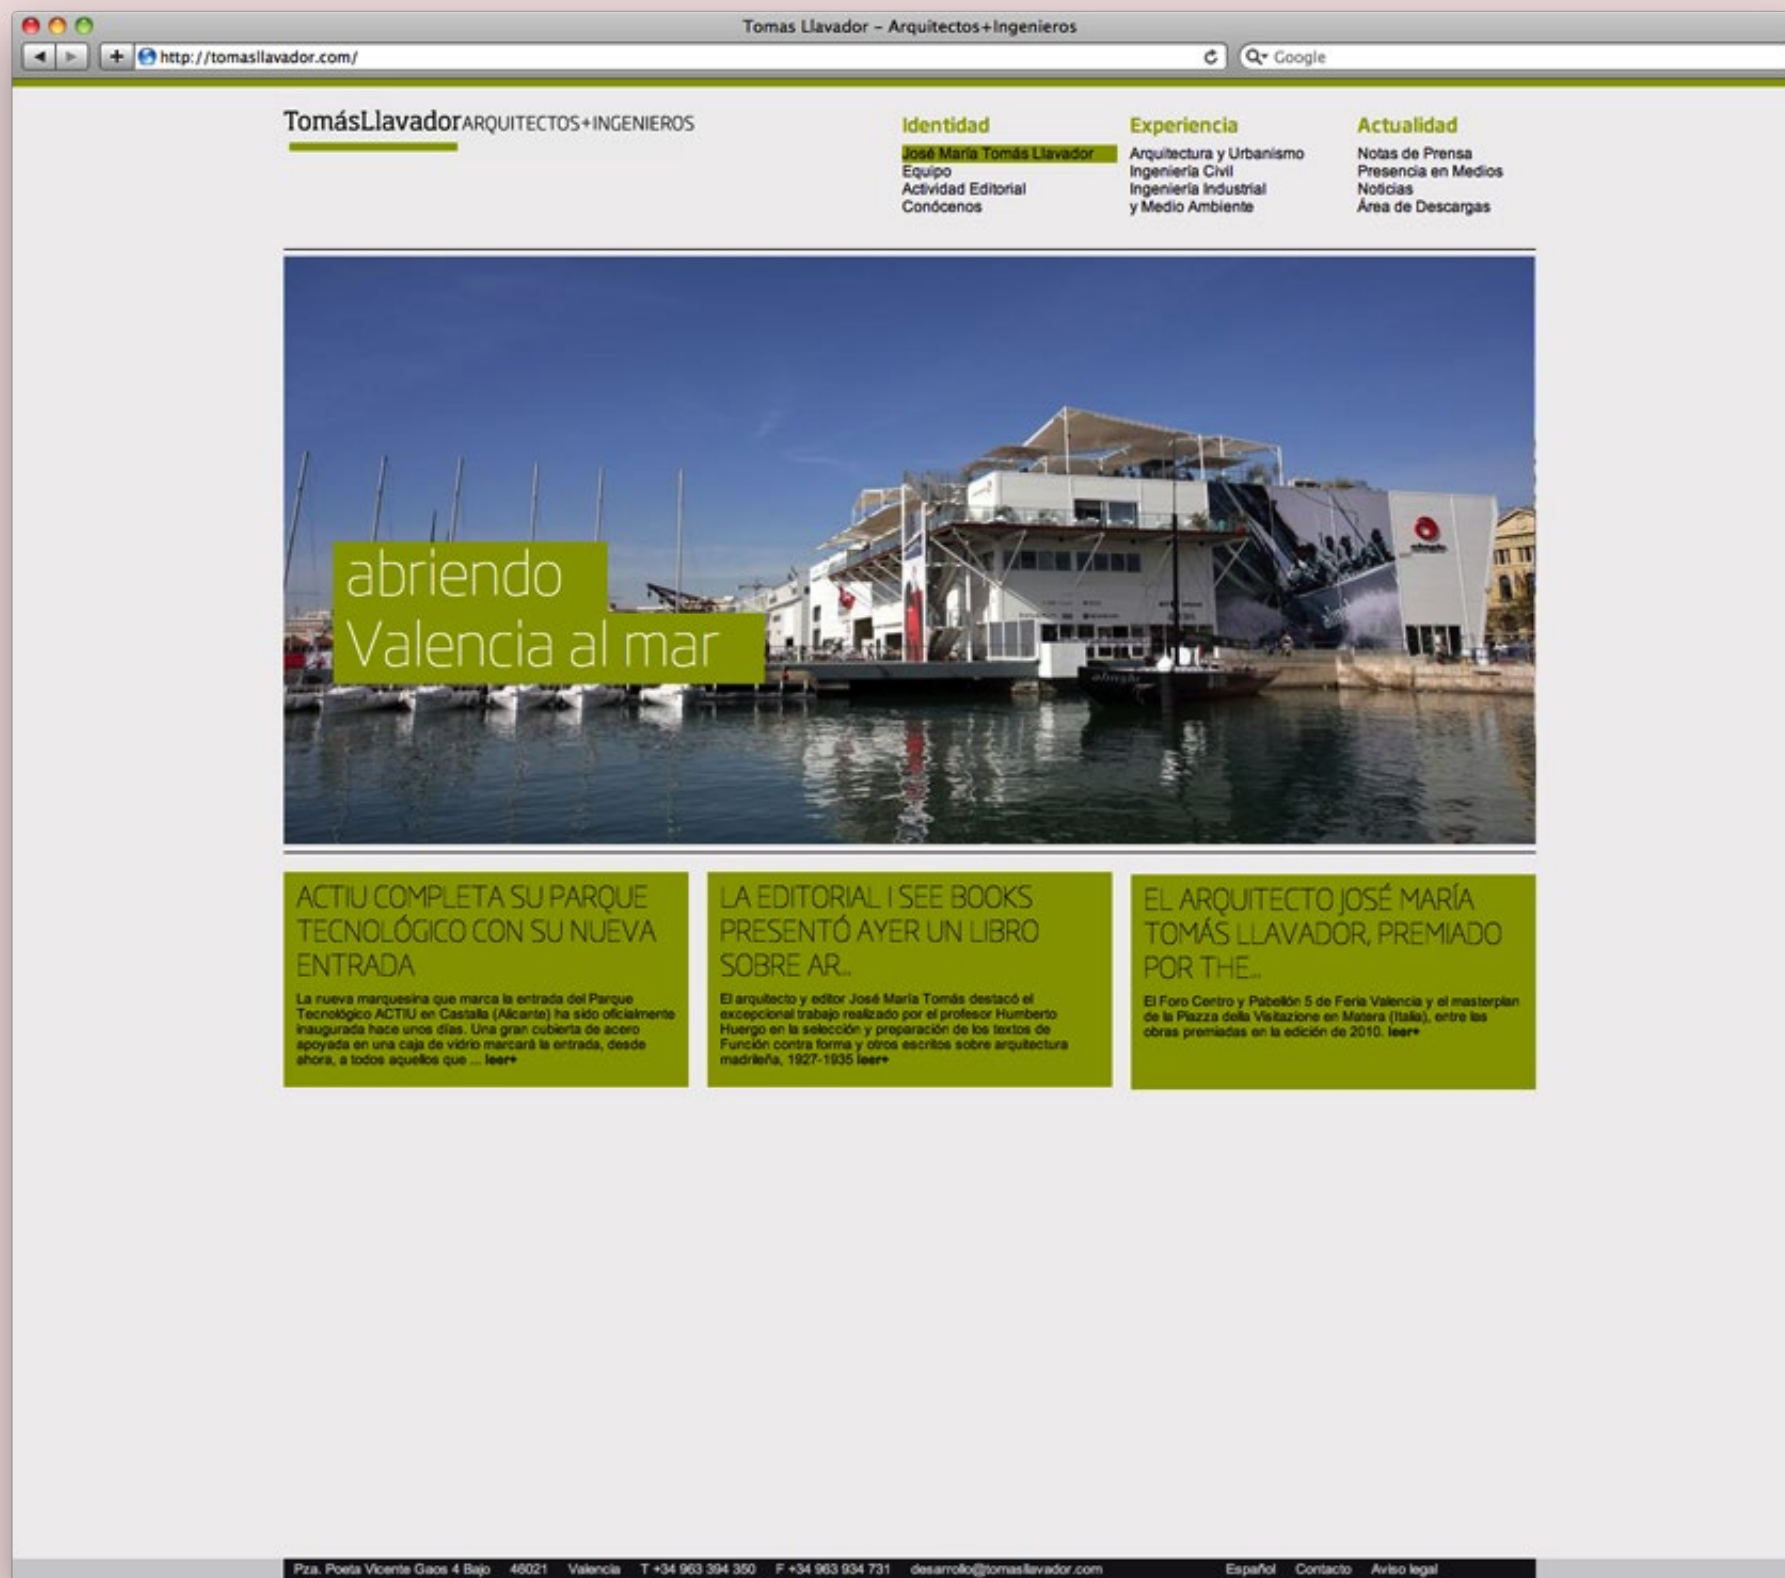 Tomas Llavador – Arquitectos+Ingenieros
http://tomasllavador.com/
Google
TomásLlavador ARQUITECTOS+INGENIEROS
Identidad
José María Tomás Llavador
Equipo
Actividad Editorial
Conócenos
Experiencia
Arquitectura y Urbanismo
Ingeniería Civil
Ingeniería Industrial
y Medio Ambiente
Actualidad
Notas de Prensa
Presencia en Medios
Noticias
Área de Descargas
abriendo
Valencia al mar
ACTIU COMPLETA SU PARQUE
TECNOLÓGICO CON SU NUEVA
ENTRADA
La nueva marquesina que marca la entrada del Parque
Tecnológico ACTIU en Castalla (Alicante) ha sido oficialmente
inaugurada hace unos días. Una gran cubierta de acero
apoyada en una caja de vidrio marcará la entrada, desde
ahora, a todos aquellos que ... leer+
LA EDITORIAL I SEE BOOKS
PRESENTÓ AYER UN LIBRO
SOBRE AR...
El arquitecto y editor José María Tomás destacó el
excepcional trabajo realizado por el profesor Humberto
Huergo en la selección y preparación de los textos de
Función contra forma y otros escritos sobre arquitectura
madrileña, 1927-1935 leer+
EL ARQUITECTO JOSÉ MARÍA
TOMÁS LLAVADOR, PREMIADO
POR THE...
El Foro Centro y Pabellón 5 de Feria Valencia y el masterplan
de la Piazza della Visitazione en Matera (Italia), entre las
obras premiadas en la edición de 2010. leer+
Pza. Poeta Vicente Gaos 4 Bajo 46021 Valencia T +34 963 394 350 F +34 963 934 731 desarrollo@tomasllavador.com Español Contacto Aviso legal